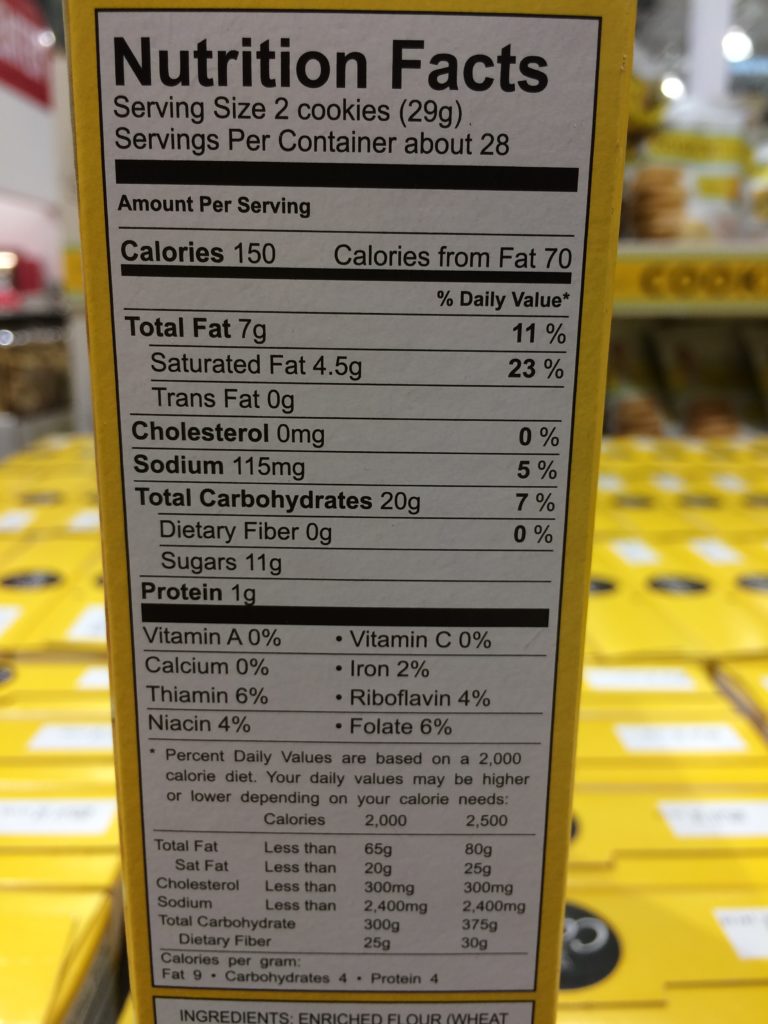 Nutrition Facts
Serving Size 2 cookies (29g)
Servings Per Container about 28
Amount Per Serving
Calories 150 Calories from Fat 70
% Daily Value*
Total Fat 7g 11 %
Saturated Fat 4.5g 23 %
Trans Fat 0g
Cholesterol 0mg 0 %
Sodium 115mg 5 %
Total Carbohydrates 20g 7 %
Dietary Fiber 0g 0 %
Sugars 11g
Protein 1g
Vitamin A 0% • Vitamin C 0%
Calcium 0% • Iron 2%
Thiamin 6% • Riboflavin 4%
Niacin 4% • Folate 6%
* Percent Daily Values are based on a 2,000
calorie diet. Your daily values may be higher
or lower depending on your calorie needs:
Calories 2,000 2,500
Total Fat Less than 65g 80g
Sat Fat Less than 20g 25g
Cholesterol Less than 300mg 300mg
Sodium Less than 2,400mg 2,400mg
Total Carbohydrate 300g 375g
Dietary Fiber 25g 30g
Calories per gram:
Fat 9 • Carbohydrates 4 • Protein 4
INGREDIENTS: ENRICHED FLOUR (WHEAT